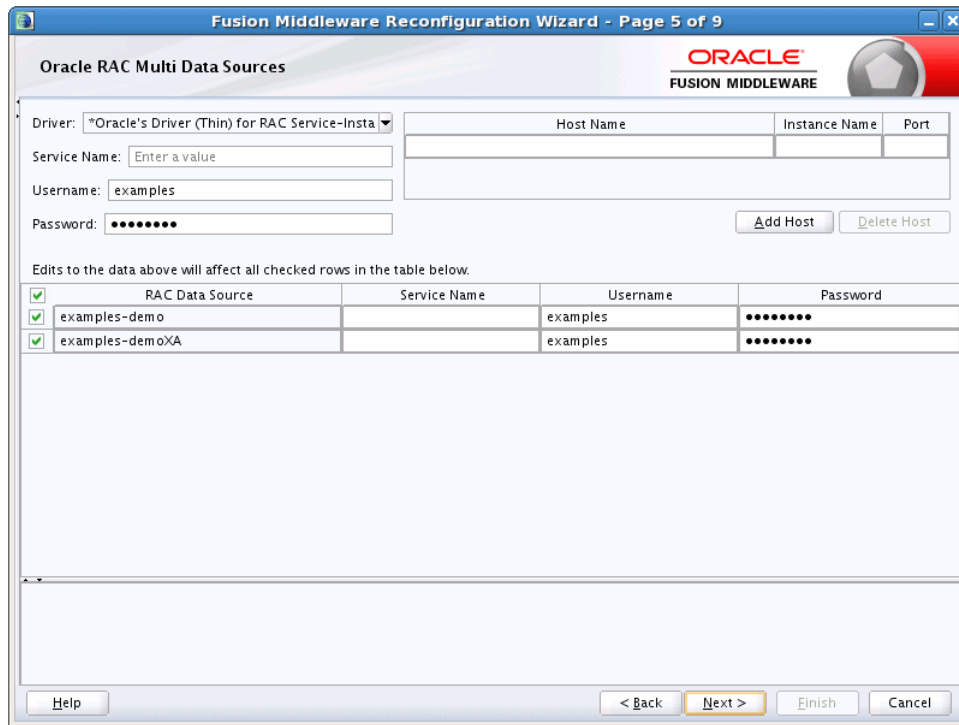 Fusion Middleware Reconfiguration Wizard - Page 5 of 9
Oracle RAC Multi Data Sources
ORACLE
FUSION MIDDLEWARE
Driver: *Oracle's Driver (Thin) for RAC Service-Insta
Service Name: Enter a value
Username: examples
Password: ••••••••
Host Name Instance Name Port
Add Host Delete Host
Edits to the data above will affect all checked rows in the table below.
RAC Data Source Service Name Username Password
examples-demo examples ••••••••
examples-demoXA examples ••••••••
Help < Back Next > Finish Cancel